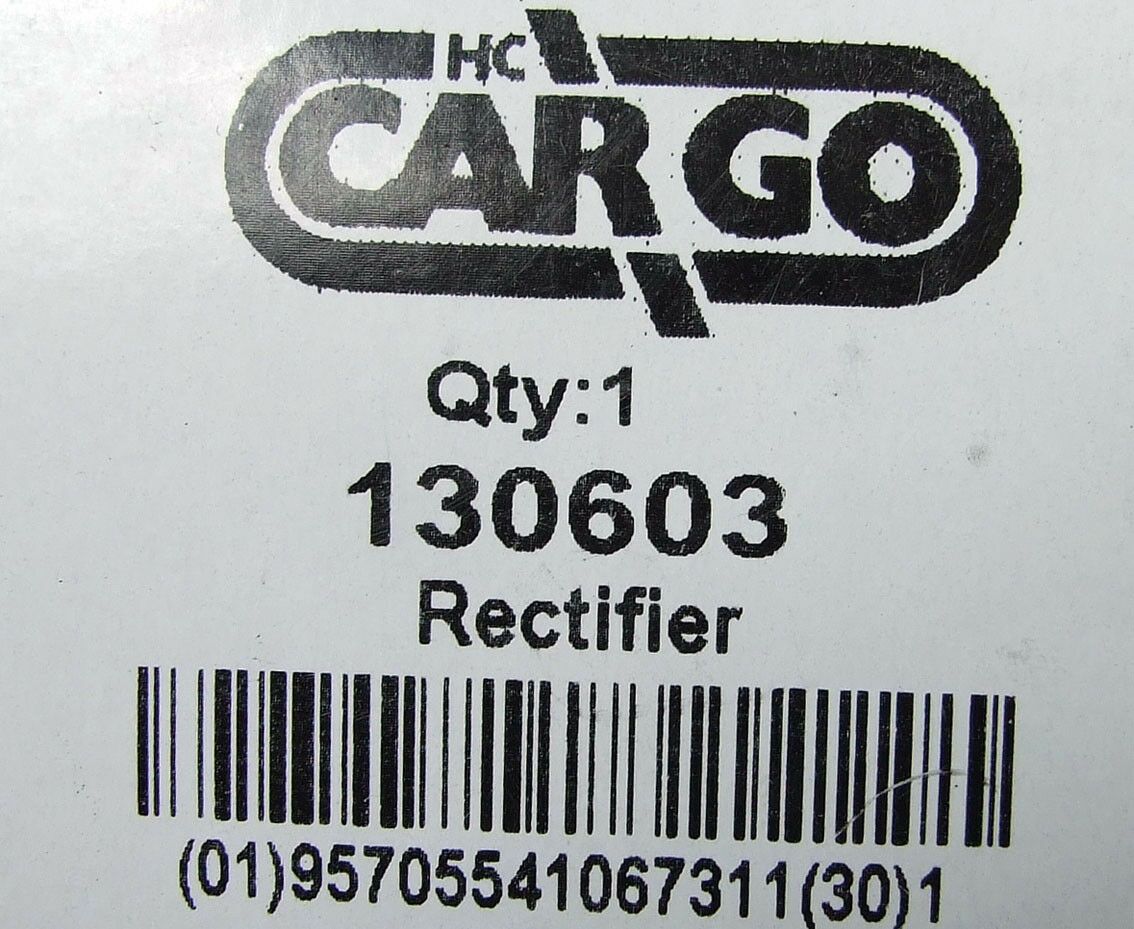 HC
CARGO
Qty:1
130603
Rectifier
(01)95705541067311(30)1